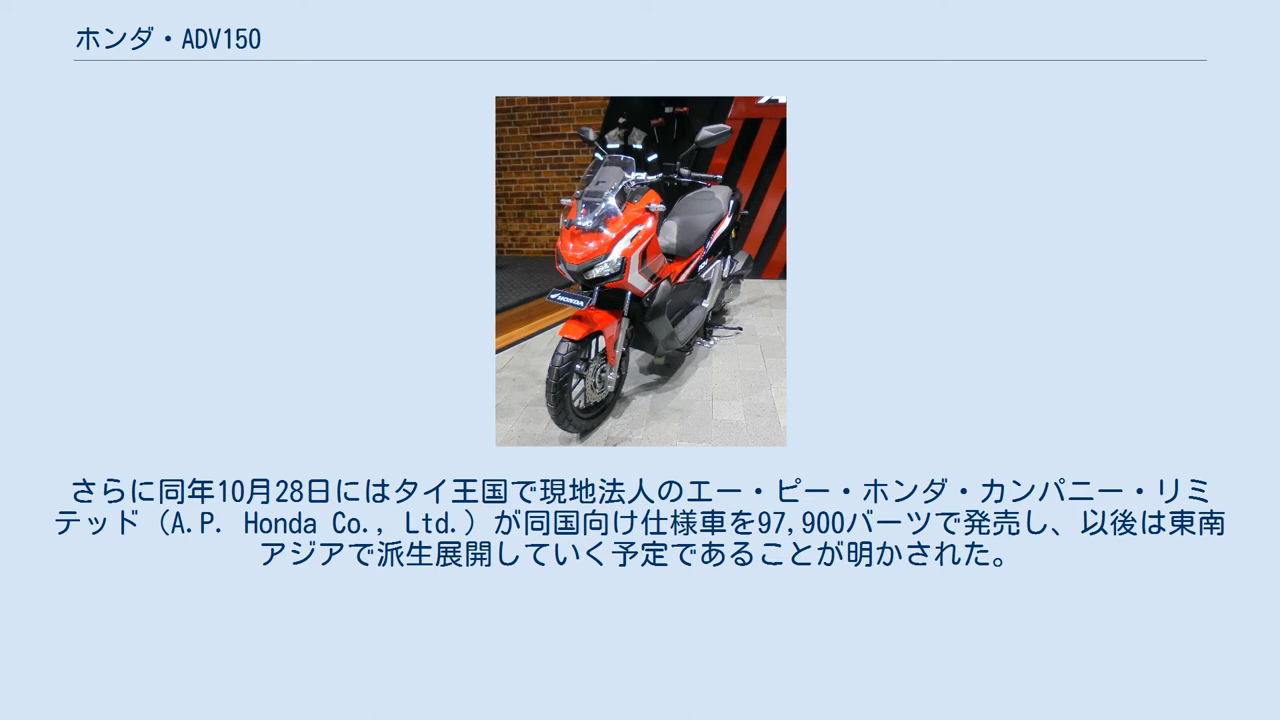 ホンダ・ADV150
HONDA
さらに同年10月28日にはタイ王国で現地法人のエー・ピー・ホンダ・カンパニー・リミ
テッド（A.P. Honda Co., Ltd.）が同国向け仕様車を97,900バーツで発売し、以後は東南
アジアで派生展開していく予定であることが明かされた。